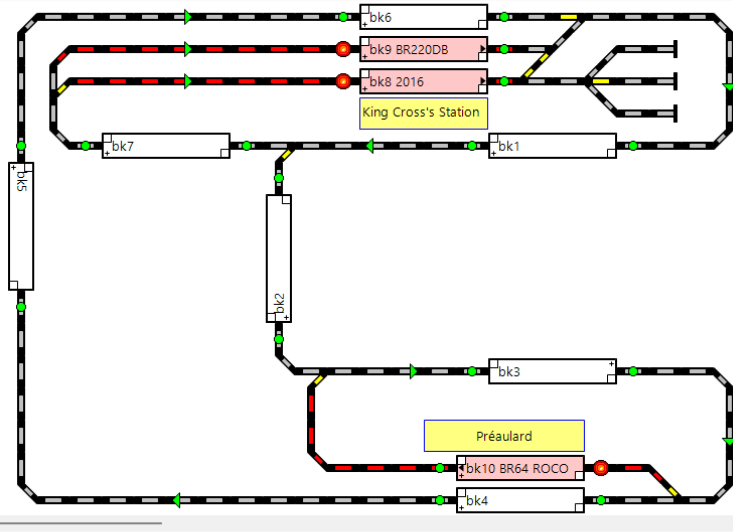 bk6
bk9 BR220DB
bk8 2016
King Cross's Station
bk7
bk1
bk5
bk2
bk3
Préaulard
bk10 BR64 ROCO
bk4